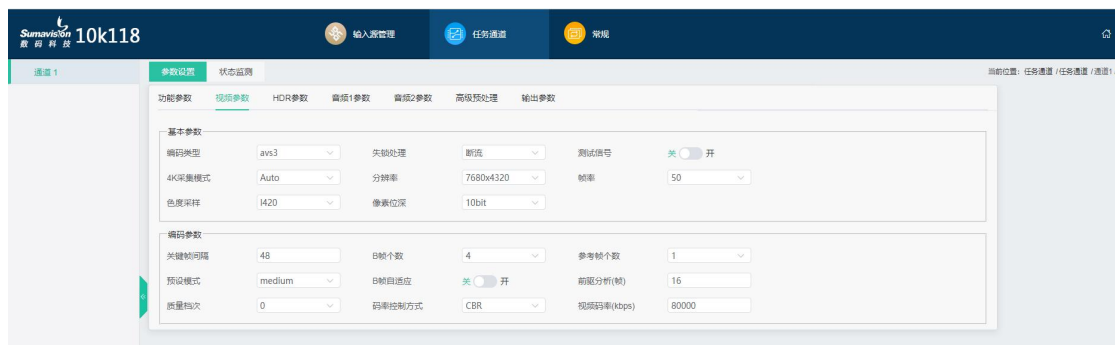 Sumavision 10k118
数码科技
输入源管理 任务通道 常规
通道 1 参数设置 状态监测 当前位置: 任务通道 /任务通道 /通道1
功能参数 视频参数 HDR参数 音频1参数 音频2参数 高级预处理 输出参数
基本参数
编码类型 avs3 失锁处理 断流 测试信号 关 开
4K采集模式 Auto 分辨率 7680x4320 帧率 50
色度采样 I420 像素位深 10bit
编码参数
关键帧间隔 48 B帧个数 4 参考帧个数 1
预设模式 medium B帧自适应 关 开 前驱分析(帧) 16
质量档次 0 码率控制方式 CBR 视频码率(kbps) 80000